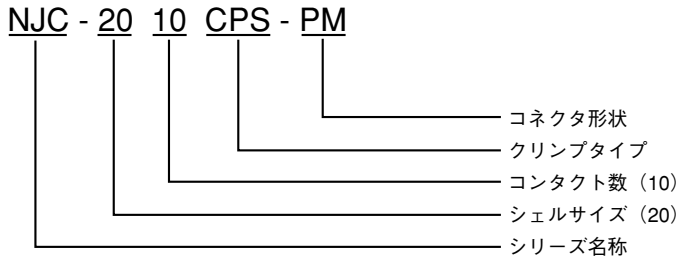 NJC - 20 10 CPS - PM
コネクタ形状
クリンプタイプ
コンタクト数（10）
シェルサイズ（20）
シリーズ名称